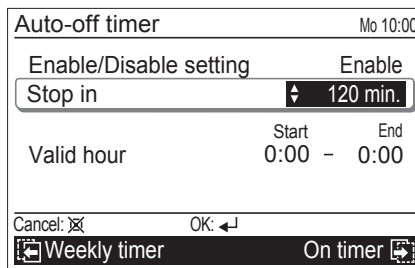 Auto-off timer Mo 10:00
Enable/Disable setting Enable
Stop in 120 min.
Start End
Valid hour 0:00 – 0:00
Cancel: OK:
Weekly timer On timer